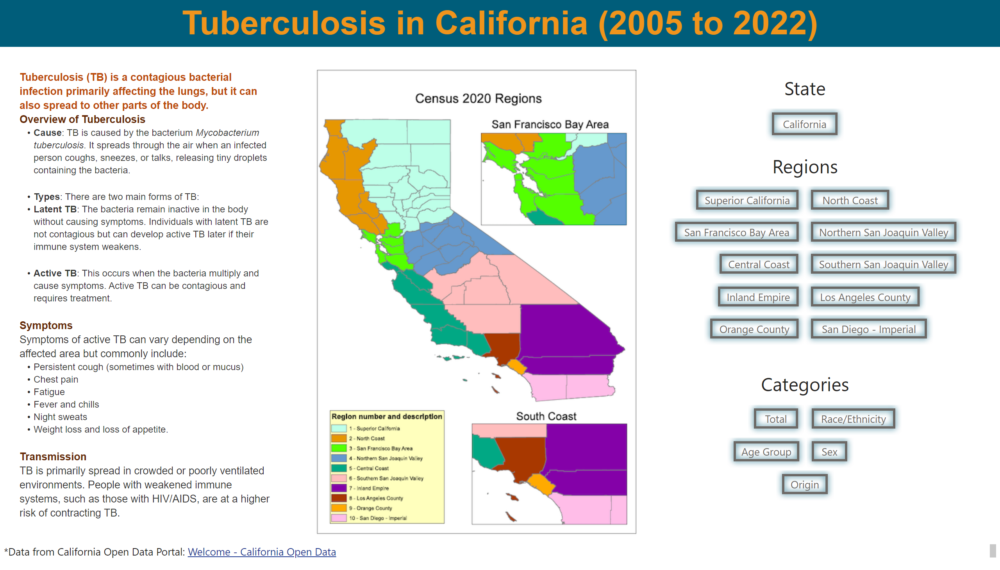 Tuberculosis in California (2005 to 2022)
Tuberculosis (TB) is a contagious bacterial
infection primarily affecting the lungs, but it can
also spread to other parts of the body.
Overview of Tuberculosis
• Cause: TB is caused by the bacterium Mycobacterium
tuberculosis. It spreads through the air when an infected
person coughs, sneezes, or talks, releasing tiny droplets
containing the bacteria.
• Types: There are two main forms of TB:
• Latent TB: The bacteria remain inactive in the body
without causing symptoms. Individuals with latent TB are
not contagious but can develop active TB later if their
immune system weakens.
• Active TB: This occurs when the bacteria multiply and
cause symptoms. Active TB can be contagious and
requires treatment.
Symptoms
Symptoms of active TB can vary depending on the
affected area but commonly include:
• Persistent cough (sometimes with blood or mucus)
• Chest pain
• Fatigue
• Fever and chills
• Night sweats
• Weight loss and loss of appetite.
Transmission
TB is primarily spread in crowded or poorly ventilated
environments. People with weakened immune
systems, such as those with HIV/AIDS, are at a higher
risk of contracting TB.
Census 2020 Regions
San Francisco Bay Area
Region number and description
1 - Superior California
2 - North Coast
3 - San Francisco Bay Area
4 - Northern San Joaquin Valley
5 - Central Coast
6 - Southern San Joaquin Valley
7 - Inland Empire
8 - Los Angeles County
9 - Orange County
10 - San Diego - Imperial
South Coast
State
California
Regions
Superior California
North Coast
San Francisco Bay Area
Northern San Joaquin Valley
Central Coast
Southern San Joaquin Valley
Inland Empire
Los Angeles County
Orange County
San Diego - Imperial
Categories
Total
Race/Ethnicity
Age Group
Sex
Origin
*Data from California Open Data Portal: Welcome - California Open Data